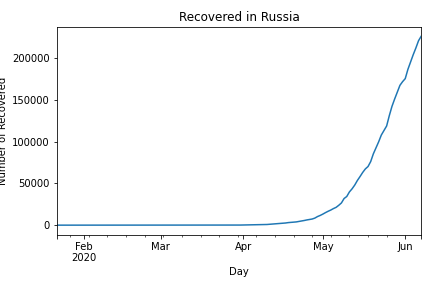 Recovered in Russia
Number of Recovered
200000
150000
100000
50000
0
Feb Mar Apr May Jun
2020
Day